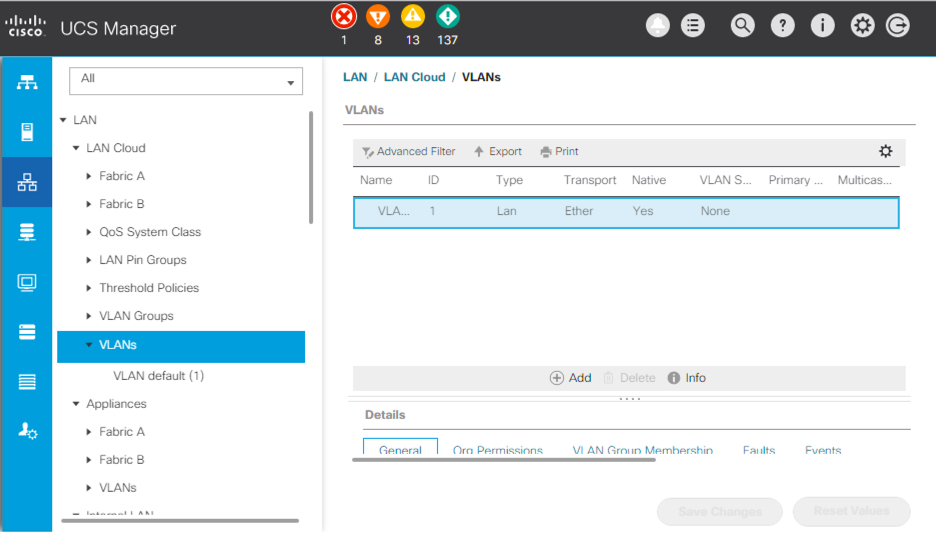 cisco
UCS Manager
1 8 13 137
All
LAN
LAN Cloud
Fabric A
Fabric B
QoS System Class
LAN Pin Groups
Threshold Policies
VLAN Groups
VLANs
VLAN default (1)
Appliances
Fabric A
Fabric B
VLANs
Internal LAN
LAN / LAN Cloud / VLANs
VLANs
Advanced Filter Export Print
Name ID Type Transport Native VLAN S... Primary ... Multicas...
VLA... 1 Lan Ether Yes None
Add Delete Info
Details
General Org Permissions VLAN Group Membership Faults Events
Save Changes Reset Values